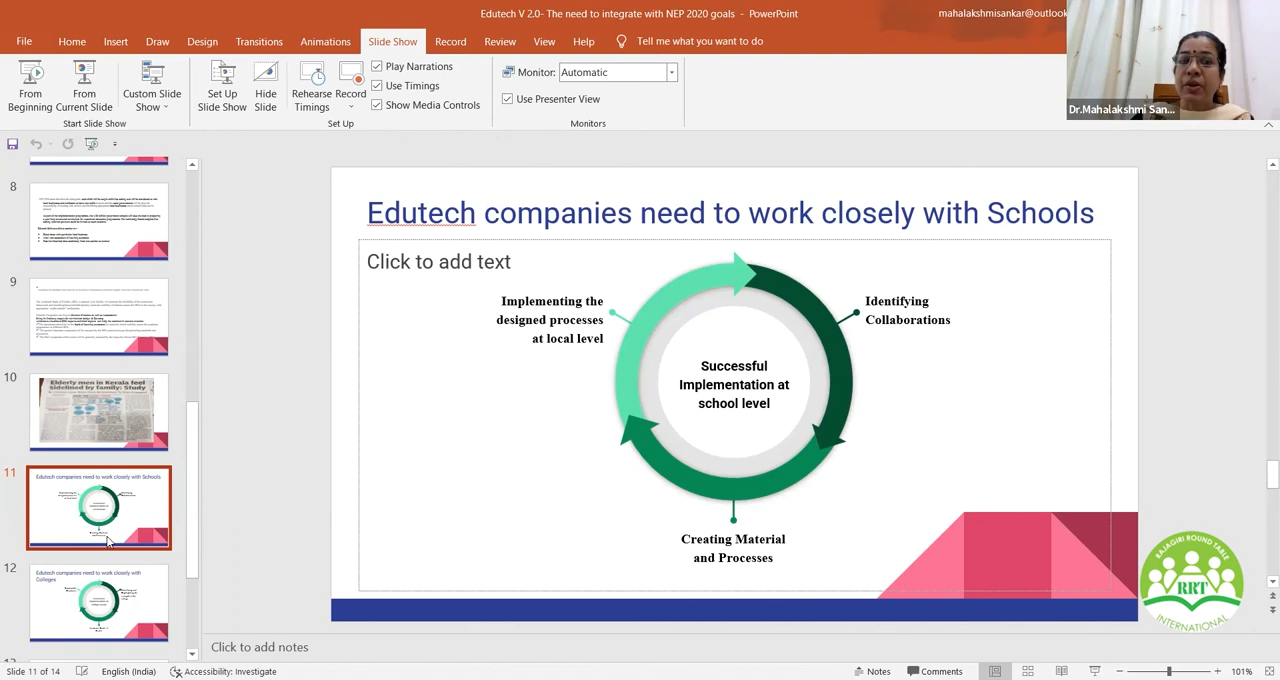 Edutech V 2.0- The need to integrate with NEP 2020 goals - PowerPoint
mahalakshmisankar@outlook
File Home Insert Draw Design Transitions Animations Slide Show Record Review View Help Tell me what you want to do
From Beginning
From Current Slide
Custom Slide Show
Set Up Slide Show
Hide Slide
Rehearse Timings
Record
Play Narrations
Use Timings
Show Media Controls
Monitor: Automatic
Use Presenter View
Start Slide Show
Set Up
Monitors
Dr.Mahalakshmi San...
8
9
10
Elderly men in Kerala feel
sidelined by family: Study
11
Edutech companies need to work closely with Schools
12
Edutech companies need to work closely with
Colleges
Edutech companies need to work closely with Schools
Click to add text
Implementing the
designed processes
at local level
Identifying
Collaborations
Successful
Implementation at
school level
Creating Material
and Processes
RAJAGIRI ROUND TABLE
RRT
INTERNATIONAL
Click to add notes
Slide 11 of 14
English (India)
Accessibility: Investigate
Notes
Comments
101%